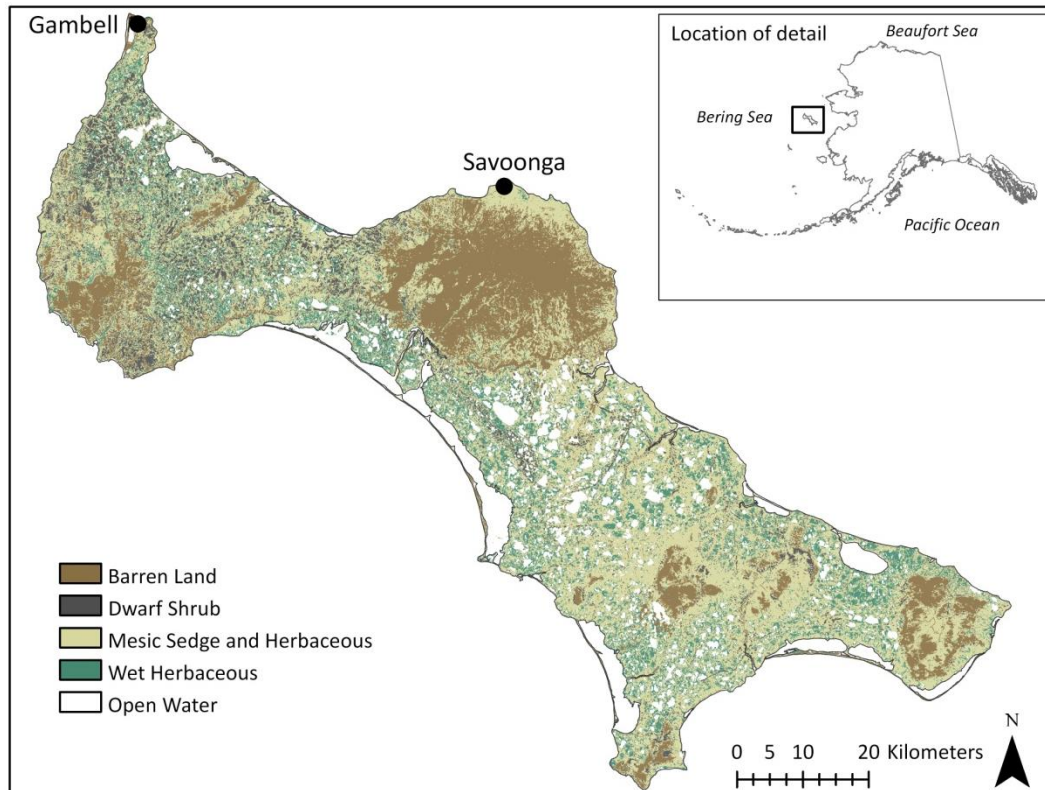 Gambell
Savoonga
Location of detail
Beaufort Sea
Bering Sea
Pacific Ocean
Barren Land
Dwarf Shrub
Mesic Sedge and Herbaceous
Wet Herbaceous
Open Water
0 5 10 20 Kilometers
N